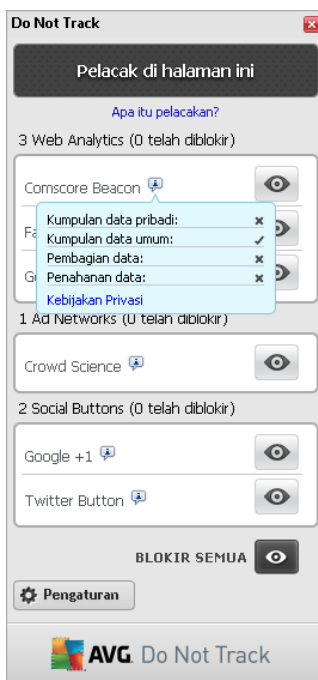 Do Not Track
Pelacak di halaman ini
Apa itu pelacakan?
3 Web Analytics (0 telah diblokir)
Comscore Beacon
Kumpulan data pribadi:
Kumpulan data umum:
Pembagian data:
Penahanan data:
Kebijakan Privasi
1 Ad Networks (0 telah diblokir)
Crowd Science
2 Social Buttons (0 telah diblokir)
Google +1
Twitter Button
BLOKIR SEMUA
Pengaturan
AVG. Do Not Track